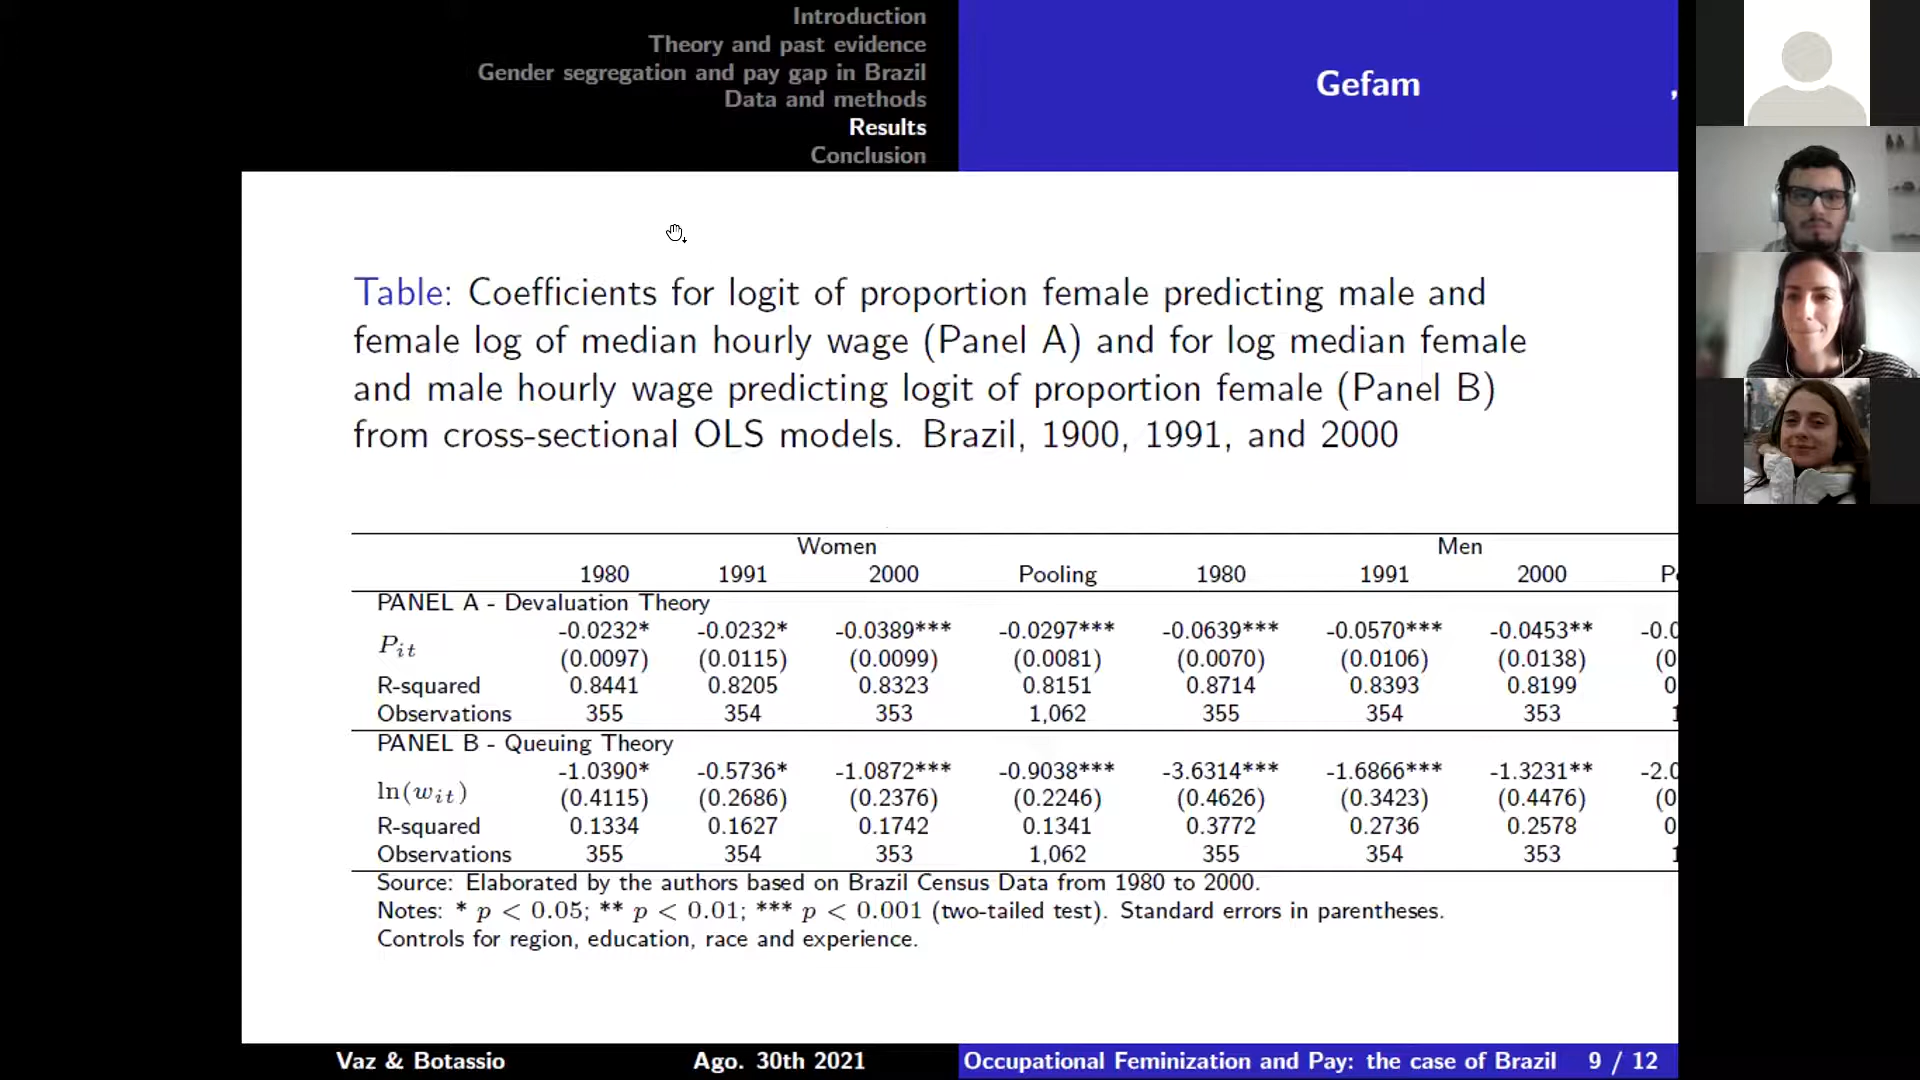 Introduction
Theory and past evidence
Gender segregation and pay gap in Brazil
Data and methods
Results
Conclusion
Gefam ,
Table: Coefficients for logit of proportion female predicting male and
female log of median hourly wage (Panel A) and for log median female
and male hourly wage predicting logit of proportion female (Panel B)
from cross-sectional OLS models. Brazil, 1900, 1991, and 2000
Women Men
1980 1991 2000 Pooling 1980 1991 2000
PANEL A - Devaluation Theory
P_it -0.0232* -0.0232* -0.0389*** -0.0297*** -0.0639*** -0.0570*** -0.0453** -0.0
(0.0097) (0.0115) (0.0099) (0.0081) (0.0070) (0.0106) (0.0138) (0
R-squared 0.8441 0.8205 0.8323 0.8151 0.8714 0.8393 0.8199 0
Observations 355 354 353 1,062 355 354 353 1
PANEL B - Queuing Theory
ln(w_it) -1.0390* -0.5736* -1.0872*** -0.9038*** -3.6314*** -1.6866*** -1.3231** -2.0
(0.4115) (0.2686) (0.2376) (0.2246) (0.4626) (0.3423) (0.4476) (0
R-squared 0.1334 0.1627 0.1742 0.1341 0.3772 0.2736 0.2578 0
Observations 355 354 353 1,062 355 354 353 1
Source: Elaborated by the authors based on Brazil Census Data from 1980 to 2000.
Notes: * p < 0.05; ** p < 0.01; *** p < 0.001 (two-tailed test). Standard errors in parentheses.
Controls for region, education, race and experience.
Vaz & Botassio Ago. 30th 2021 Occupational Feminization and Pay: the case of Brazil 9 / 12